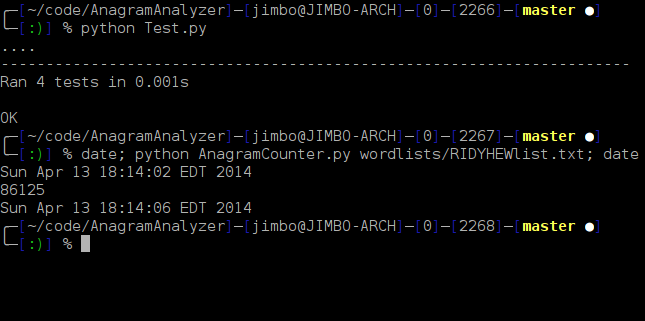 ╭─[~/code/AnagramAnalyzer]─[jimbo@JIMBO-ARCH]─[0]─[2266]─[master ●]
╰─[:)] % python Test.py
....
----------------------------------------------------------------------
Ran 4 tests in 0.001s

OK
╭─[~/code/AnagramAnalyzer]─[jimbo@JIMBO-ARCH]─[0]─[2267]─[master ●]
╰─[:)] % date; python AnagramCounter.py wordlists/RIDYHEWlist.txt; date
Sun Apr 13 18:14:02 EDT 2014
86125
Sun Apr 13 18:14:06 EDT 2014
╭─[~/code/AnagramAnalyzer]─[jimbo@JIMBO-ARCH]─[0]─[2268]─[master ●]
╰─[:)] %